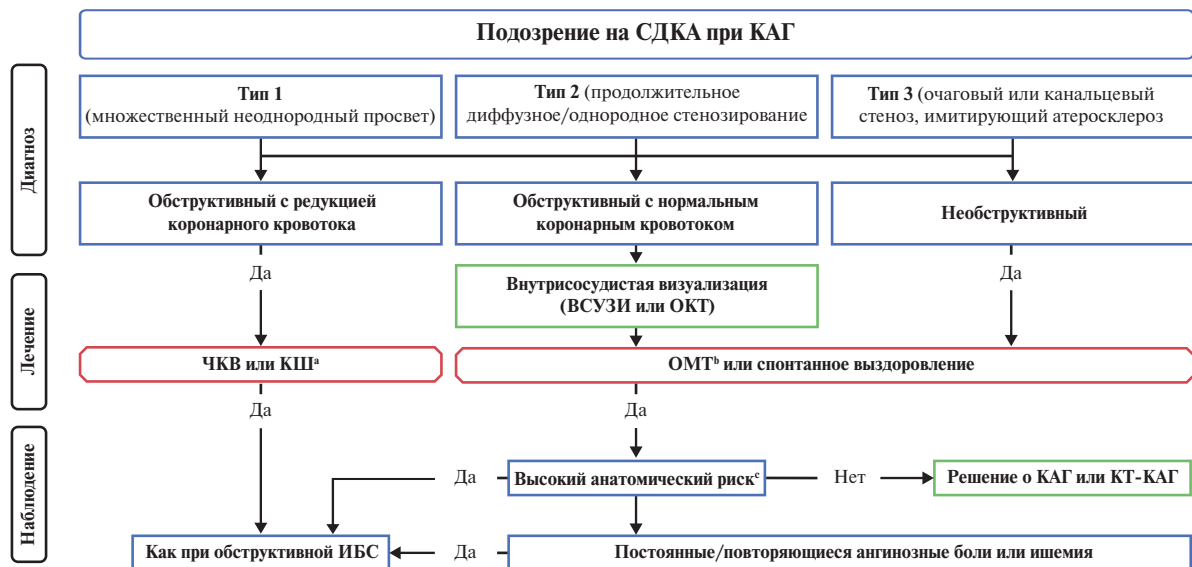 Подозрение на СДКА при КАГ
Диагноз
Тип 1
(множественный неоднородный просвет)
Тип 2 (продолжительное
диффузное/однородное стенозирование
Тип 3 (очаговый или канальцевый
стеноз, имитирующий атеросклероз
Обструктивный с редукцией
коронарного кровотока
Обструктивный с нормальным
коронарным кровотоком
Необструктивный
Да
Да
Лечение
Внутрисосудистая визуализация
(ВСУЗИ или ОКТ)
ЧКВ или КШᵃ
ОМТᵇ или спонтанное выздоровление
Да
Да
Наблюдение
Да
Высокий анатомический рискᶜ
Нет
Решение о КАГ или КТ-КАГ
Как при обструктивной ИБС
Да
Постоянные/повторяющиеся ангинозные боли или ишемия